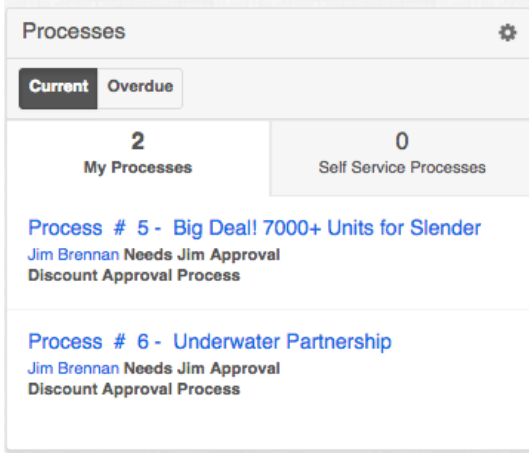 Processes
Current Overdue
2 0
My Processes Self Service Processes
Process # 5 - Big Deal! 7000+ Units for Slender
Jim Brennan Needs Jim Approval
Discount Approval Process
Process # 6 - Underwater Partnership
Jim Brennan Needs Jim Approval
Discount Approval Process